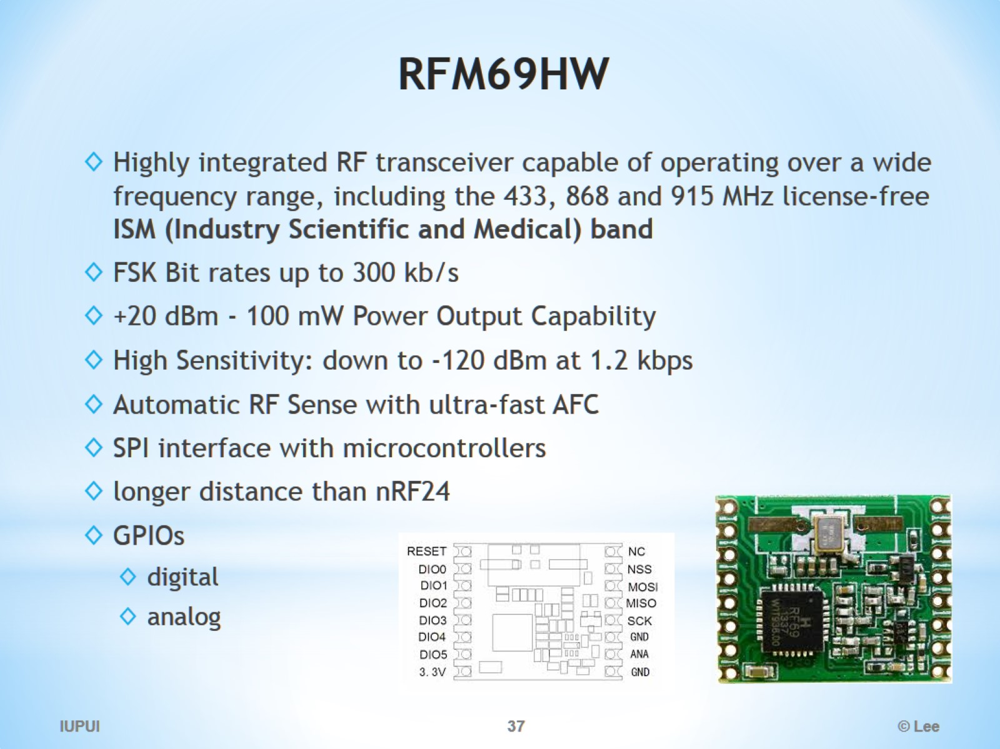 RFM69HW
Highly integrated RF transceiver capable of operating over a wide
frequency range, including the 433, 868 and 915 MHz license-free
ISM (Industry Scientific and Medical) band
FSK Bit rates up to 300 kb/s
+20 dBm - 100 mW Power Output Capability
High Sensitivity: down to -120 dBm at 1.2 kbps
Automatic RF Sense with ultra-fast AFC
SPI interface with microcontrollers
longer distance than nRF24
GPIOs
digital
analog
RESET
DIO0
DIO1
DIO2
DIO3
DIO4
DIO5
3.3V
NC
NSS
MOSI
MISO
SCK
GND
ANA
GND
H
RF69
1337
WT936.00
IUPUI
37
© Lee